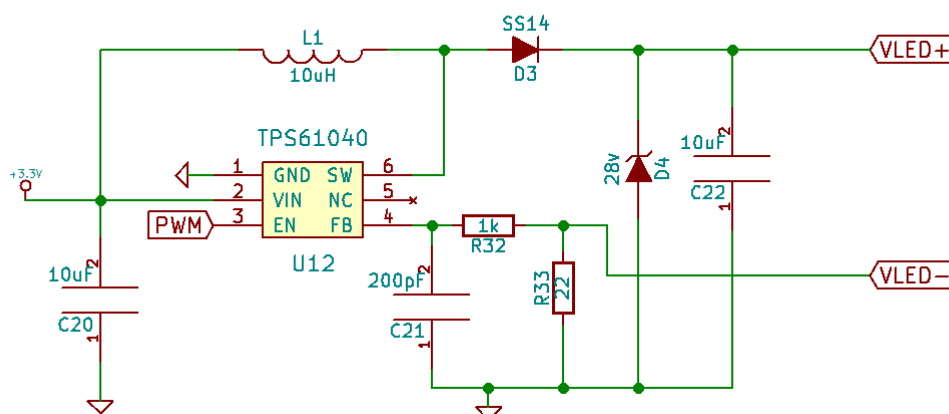 SS14
L1
10uH
D3
VLED+
TPS61040
+3.3V
1 GND SW 6
2 VIN NC 5
3 EN FB 4
PWM
U12
28v
D4
10uF
2
C22
1
1k
R32
VLED-
10uF
2
C20
1
200pF
2
C21
1
R33
22